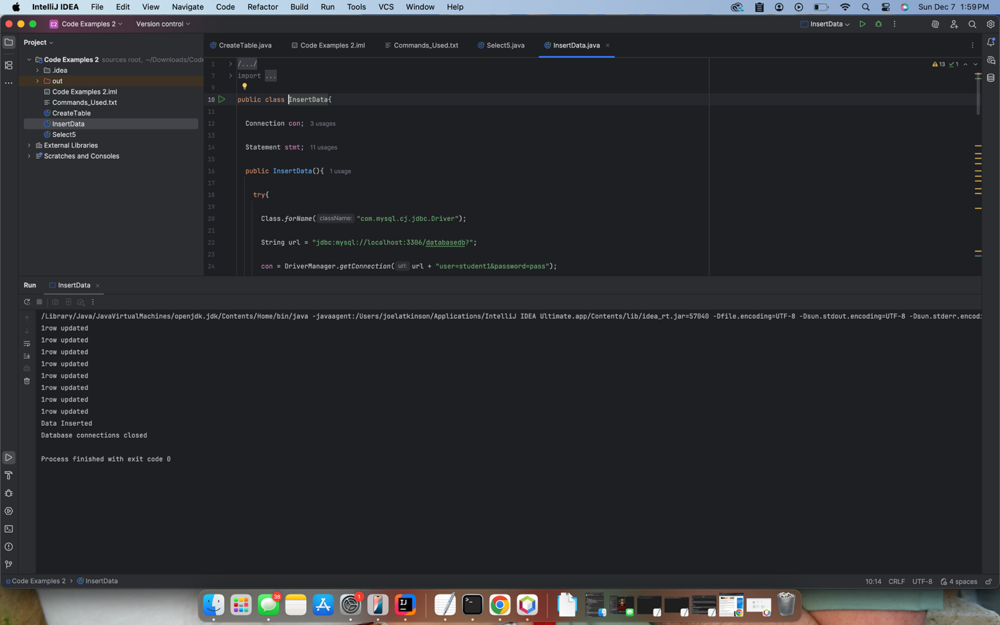 IntelliJ IDEA File Edit View Navigate Code Refactor Build Run Tools VCS Window Help Sun Dec 7 1:59 PM
C2 Code Examples 2 Version control InsertData
Project
CreateTable.java Code Examples 2.iml Commands_Used.txt Select5.java InsertData.java
Code Examples 2 sources root, ~/Downloads/Code
.idea
out
Code Examples 2.iml
Commands_Used.txt
CreateTable
InsertData
Select5
External Libraries
Scratches and Consoles
1 /.../
13 1
7 import ...
9
10 public class InsertData{
11
12 Connection con; 3 usages
13
14 Statement stmt; 11 usages
15
16 public InsertData(){ 1 usage
17
18 try{
19
20 Class.forName( className: "com.mysql.cj.jdbc.Driver");
21
22 String url = "jdbc:mysql://localhost:3306/databasedb?";
23
24 con = DriverManager.getConnection( url: url + "user=student1&password=pass");
Run InsertData
/Library/Java/JavaVirtualMachines/openjdk.jdk/Contents/Home/bin/java -javaagent:/Users/joelatkinson/Applications/IntelliJ IDEA Ultimate.app/Contents/lib/idea_rt.jar=57040 -Dfile.encoding=UTF-8 -Dsun.stdout.encoding=UTF-8 -Dsun.stderr.encodi
1row updated
1row updated
1row updated
1row updated
1row updated
1row updated
1row updated
1row updated
Data Inserted
Database connections closed
Process finished with exit code 0
Code Examples 2 > InsertData 10:14 CRLF UTF-8 4 spaces
38
1
IJ